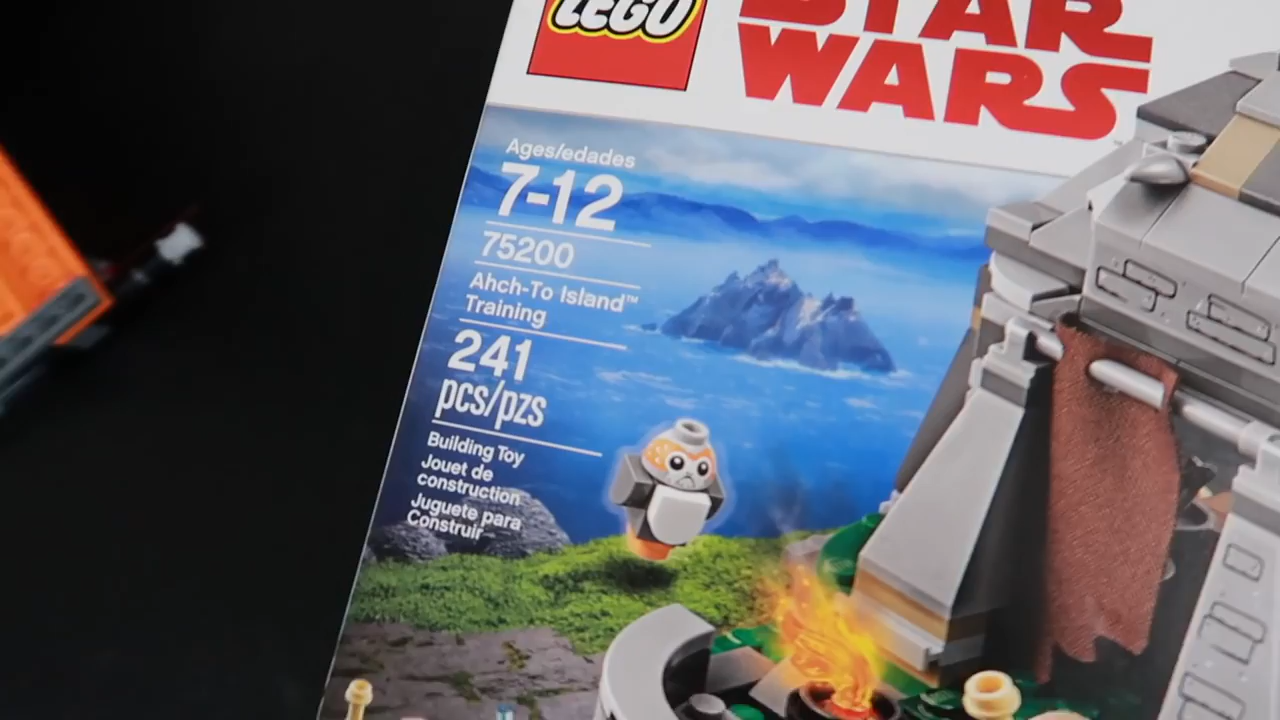 LEGO
STAR
WARS
Ages/edades
7-12
75200
Ahch-To Island™
Training
241
pcs/pzs
Building Toy
Jouet de
construction
Juguete para
Construir